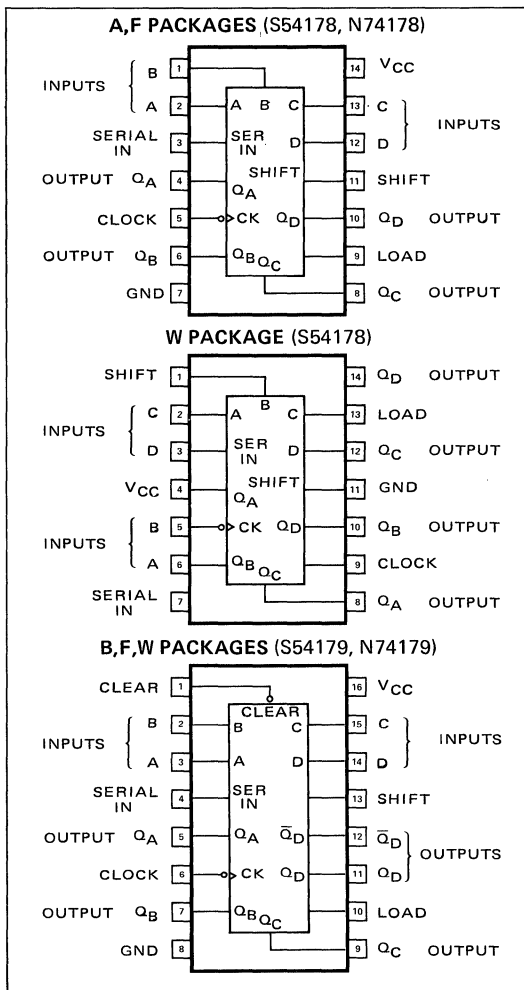 A,F PACKAGES (S54178, N74178)
INPUTS { B 1 14 VCC
A 2 A B C 13 C } INPUTS
SERIAL IN 3 SER IN D 12 D
OUTPUT QA 4 QA SHIFT 11 SHIFT
CLOCK 5 CK QD 10 QD OUTPUT
OUTPUT QB 6 QB QC 9 LOAD
GND 7 8 QC OUTPUT
W PACKAGE (S54178)
SHIFT 1 14 QD OUTPUT
INPUTS { C 2 A B C 13 LOAD
D 3 SER IN D 12 QC OUTPUT
VCC 4 QA SHIFT 11 GND
INPUTS { B 5 CK QD 10 QB OUTPUT
A 6 QB QC 9 CLOCK
SERIAL IN 7 8 QA OUTPUT
B,F,W PACKAGES (S54179, N74179)
CLEAR 1 CLEAR 16 VCC
INPUTS { B 2 B C 15 C } INPUTS
A 3 A D 14 D
SERIAL IN 4 SER IN 13 SHIFT
OUTPUT QA 5 QA Q̅D 12 Q̅D } OUTPUTS
CLOCK 6 CK QD 11 QD
OUTPUT QB 7 QB QC 10 LOAD
GND 8 9 QC OUTPUT